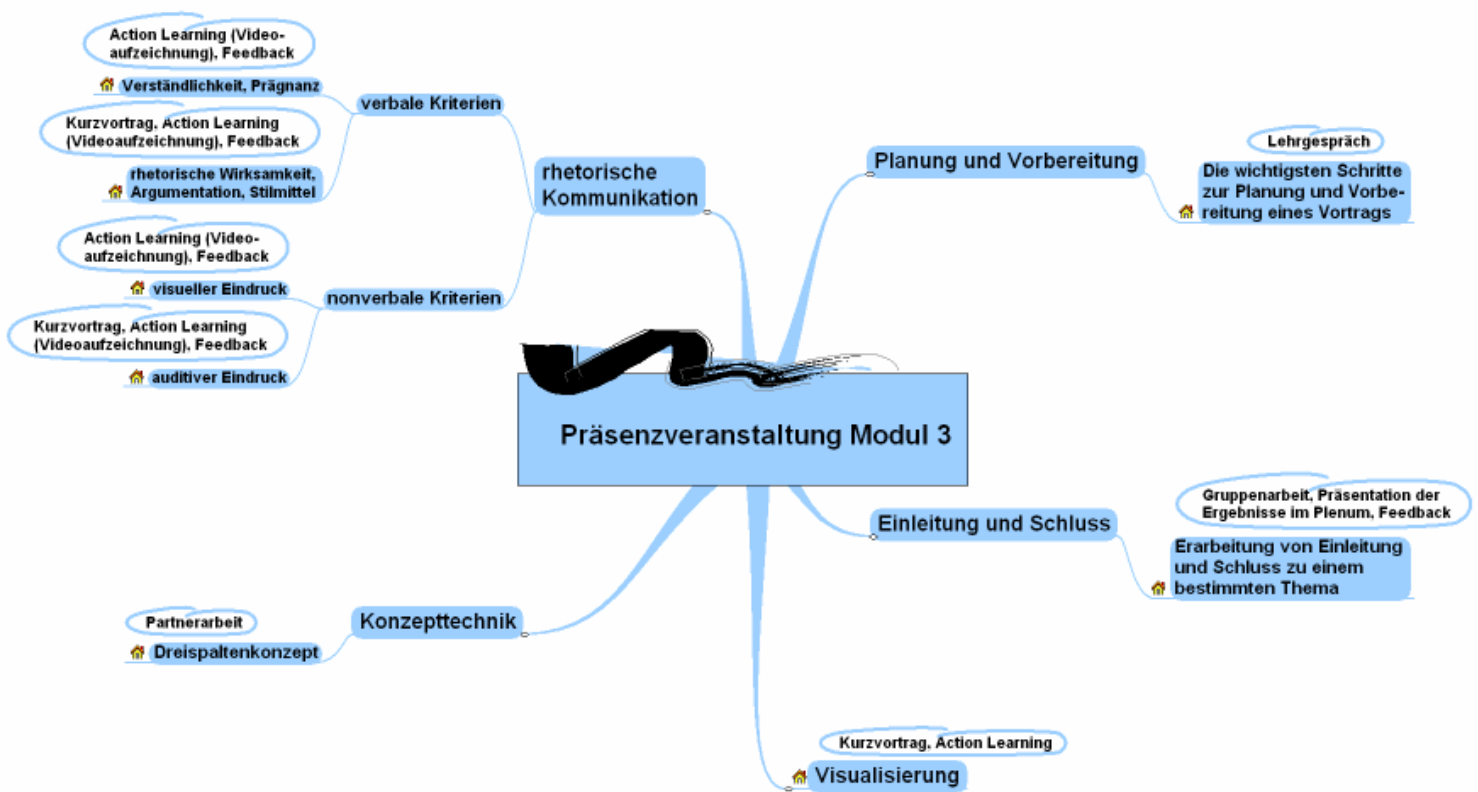 Action Learning (Video-
aufzeichnung), Feedback
Verständlichkeit, Prägnanz
verbale Kriterien
Kurzvortrag, Action Learning
(Videoaufzeichnung), Feedback
rhetorische Wirksamkeit,
Argumentation, Stilmittel
rhetorische
Kommunikation
Action Learning (Video-
aufzeichnung), Feedback
visueller Eindruck
nonverbale Kriterien
Kurzvortrag, Action Learning
(Videoaufzeichnung), Feedback
auditiver Eindruck
Planung und Vorbereitung
Lehrgespräch
Die wichtigsten Schritte
zur Planung und Vorbe-
reitung eines Vortrags
Präsenzveranstaltung Modul 3
Einleitung und Schluss
Gruppenarbeit, Präsentation der
Ergebnisse im Plenum, Feedback
Erarbeitung von Einleitung
und Schluss zu einem
bestimmten Thema
Konzepttechnik
Partnerarbeit
Dreispaltenkonzept
Kurzvortrag, Action Learning
Visualisierung